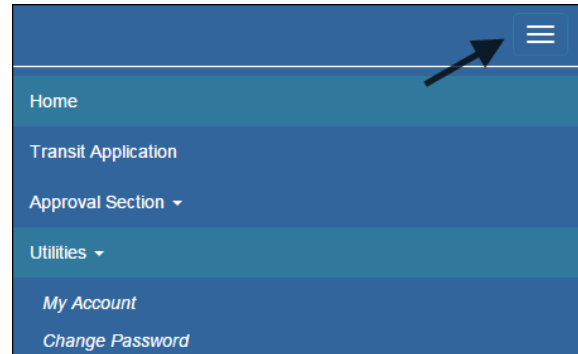 Home
Transit Application
Approval Section
Utilities
My Account
Change Password